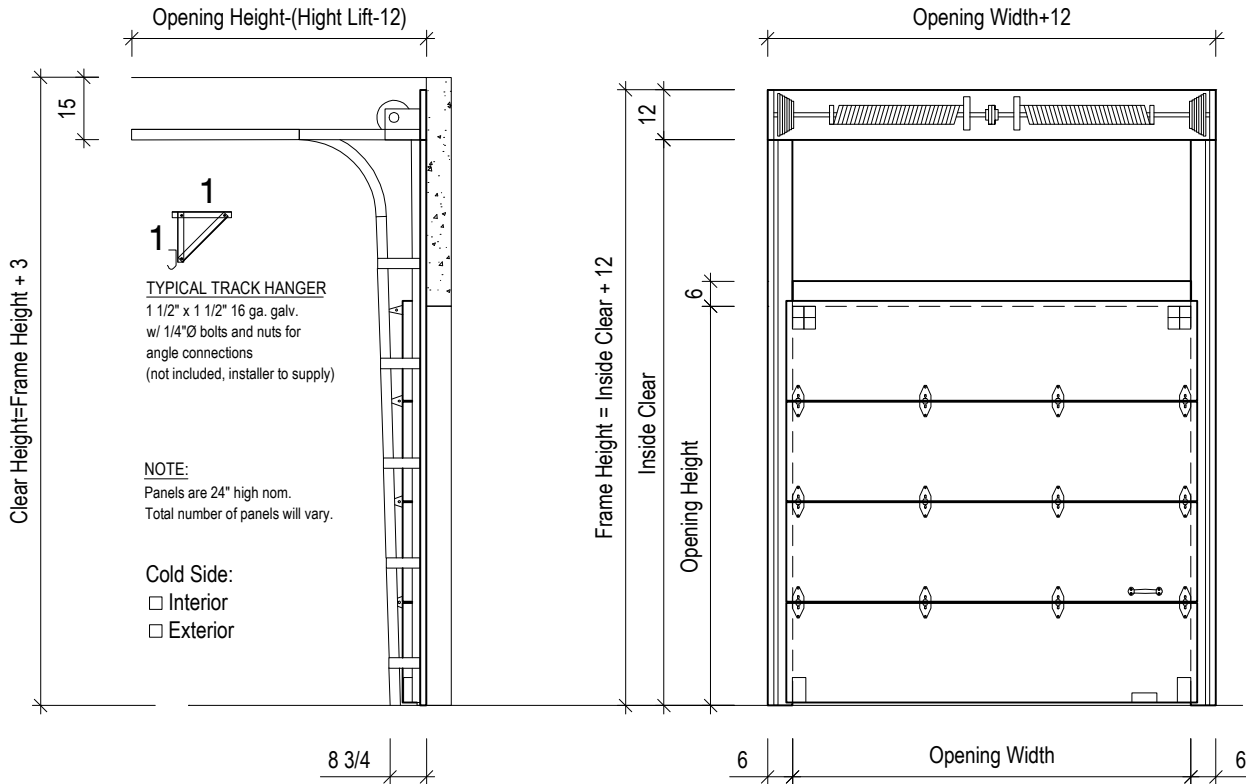 Opening Height-(Hight Lift-12)
15
Clear Height=Frame Height + 3
1
1
TYPICAL TRACK HANGER
1 1/2" x 1 1/2" 16 ga. galv.
w/ 1/4"Ø bolts and nuts for
angle connections
(not included, installer to supply)
NOTE:
Panels are 24" high nom.
Total number of panels will vary.
Cold Side:
□ Interior
□ Exterior
8 3/4
Opening Width+12
12
Frame Height = Inside Clear + 12
Inside Clear
6
Opening Height
6
Opening Width
6